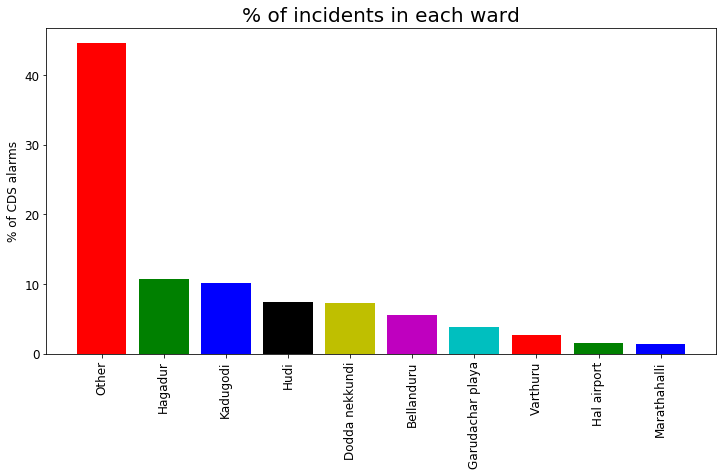 % of incidents in each ward
% of CDS alarms
40
30
20
10
0
Other
Hagadur
Kadugodi
Hudi
Dodda nekkundi
Bellanduru
Garudachar playa
Varthuru
Hal airport
Marathahalli